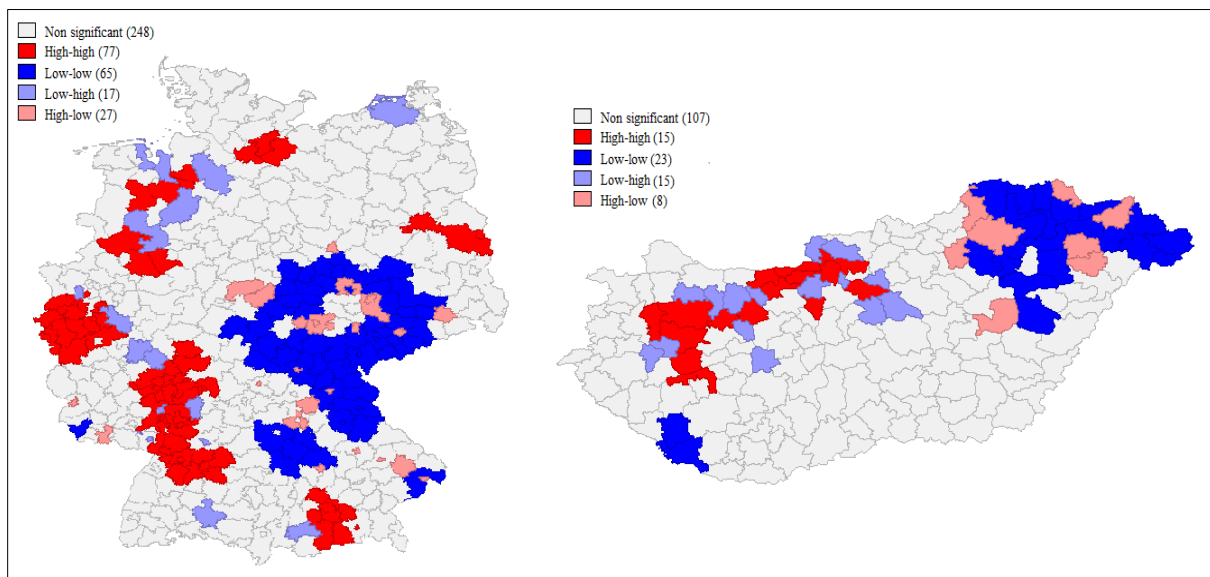 Non significant (248)
High-high (77)
Low-low (65)
Low-high (17)
High-low (27)
Non significant (107)
High-high (15)
Low-low (23)
Low-high (15)
High-low (8)